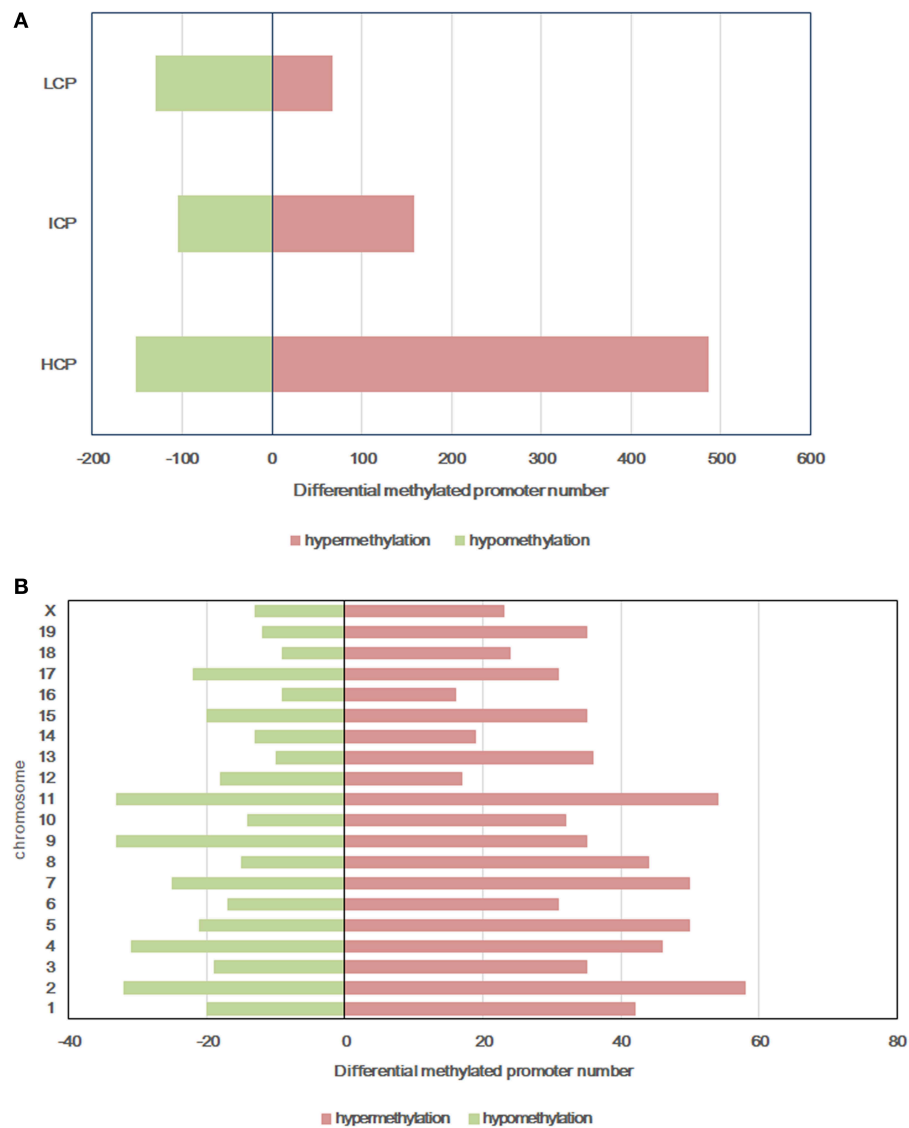 A
LCP
ICP
HCP
-200 -100 0 100 200 300 400 500 600
Differential methylated promoter number
hypermethylation hypomethylation
B
chromosome
X
19
18
17
16
15
14
13
12
11
10
9
8
7
6
5
4
3
2
1
-40 -20 0 20 40 60 80
Differential methylated promoter number
hypermethylation hypomethylation